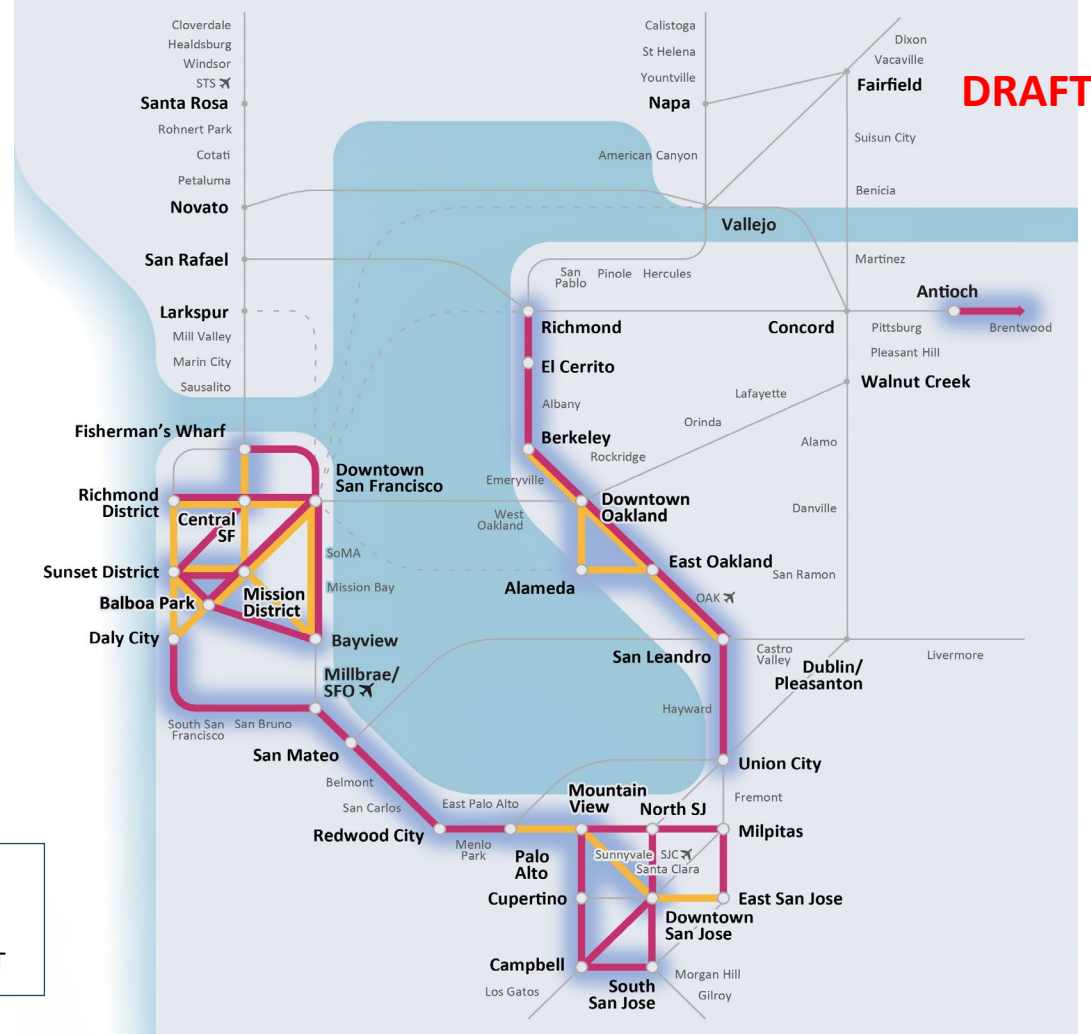 Cloverdale
Healdsburg
Windsor
STS
Santa Rosa
Rohnert Park
Cotati
Petaluma
Novato
San Rafael
Larkspur
Mill Valley
Marin City
Sausalito
Calistoga
St Helena
Yountville
Napa
American Canyon
Dixon
Vacaville
Fairfield
DRAFT
Suisun City
Benicia
Vallejo
Martinez
San
Pablo
Pinole
Hercules
Antioch
Richmond
Concord
Pittsburg
Brentwood
Pleasant Hill
El Cerrito
Walnut Creek
Albany
Lafayette
Orinda
Alamo
Berkeley
Rockridge
Emeryville
Fisherman's Wharf
Downtown
San Francisco
Richmond
District
Central
SF
West
Oakland
Downtown
Oakland
Danville
SoMA
Sunset District
Mission Bay
Balboa Park
Mission
District
Alameda
East Oakland
San Ramon
OAK
Daly City
Bayview
San Leandro
Castro
Valley
Dublin/
Pleasanton
Livermore
Millbrae/
SFO
South San
Francisco
San Bruno
Hayward
San Mateo
Union City
Belmont
San Carlos
East Palo Alto
Mountain
View
North SJ
Fremont
Redwood City
Menlo
Park
Palo
Alto
Milpitas
Sunnyvale
SJC
Santa Clara
Cupertino
East San Jose
Downtown
San Jose
Campbell
South
San Jose
Morgan Hill
Gilroy
Los Gatos
T